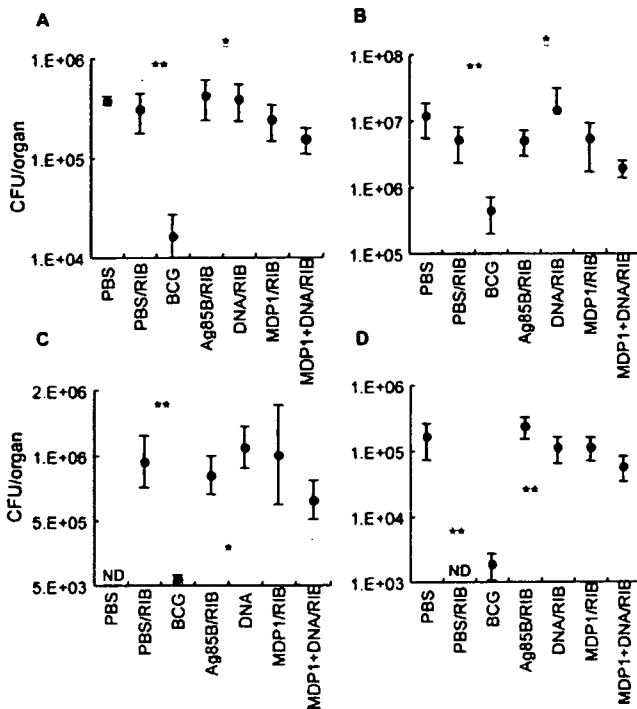 A
B
CFU/organ
1.E+06
1.E+05
1.E+04
**
*
PBS
PBS/RIB
BCG
Ag85B/RIB
DNA/RIB
MDP1/RIB
MDP1+DNA/RIB
1.E+08
1.E+07
1.E+06
1.E+05
**
*
PBS
PBS/RIB
BCG
Ag85B/RIB
DNA/RIB
MDP1/RIB
MDP1+DNA/RIB
C
D
CFU/organ
2.E+06
1.E+06
5.E+05
5.E+03
**
*
ND
PBS
PBS/RIB
BCG
Ag85B/RIB
DNA
MDP1/RIB
MDP1+DNA/RIB
1.E+06
1.E+05
1.E+04
1.E+03
**
**
ND
PBS
PBS/RIB
BCG
Ag85B/RIB
DNA/RIB
MDP1/RIB
MDP1+DNA/RIB